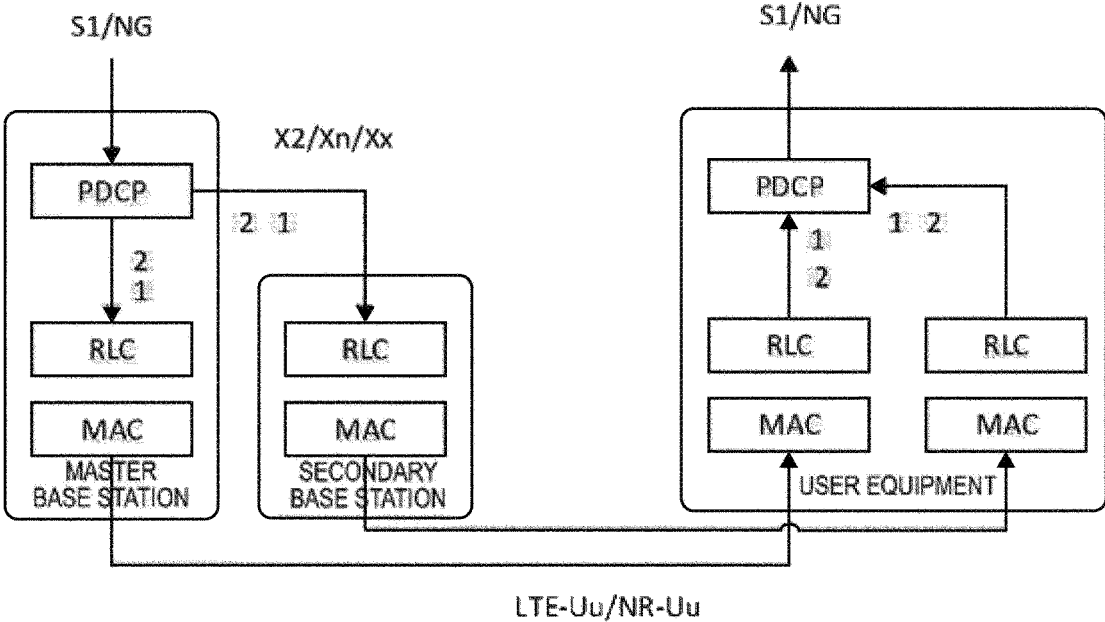 S1/NG
S1/NG
X2/Xn/Xx
PDCP
PDCP
2 1
1 2
2
1
1
2
RLC
RLC
RLC
RLC
MAC
MAC
MAC
MAC
MASTER
BASE STATION
SECONDARY
BASE STATION
USER EQUIPMENT
LTE-Uu/NR-Uu